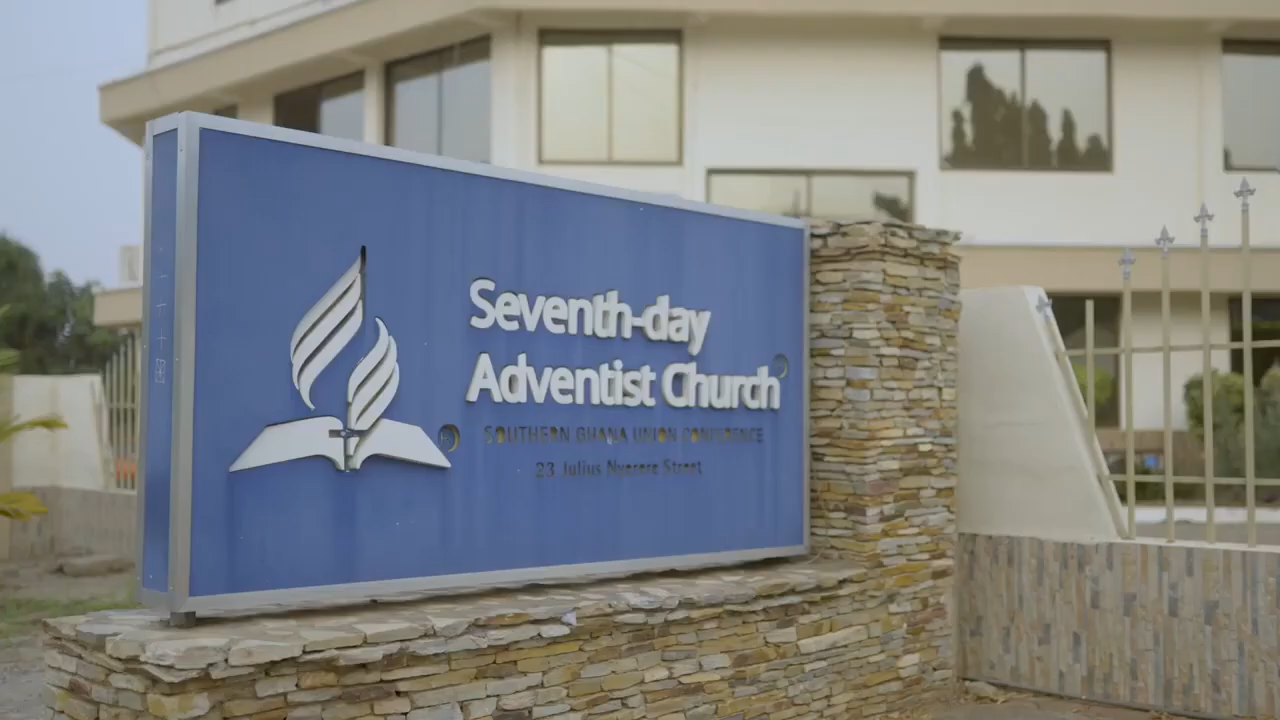 Seventh-day
Adventist Church
SOUTHERN GHANA UNION CONFERENCE
23 Julius Nyerere Street